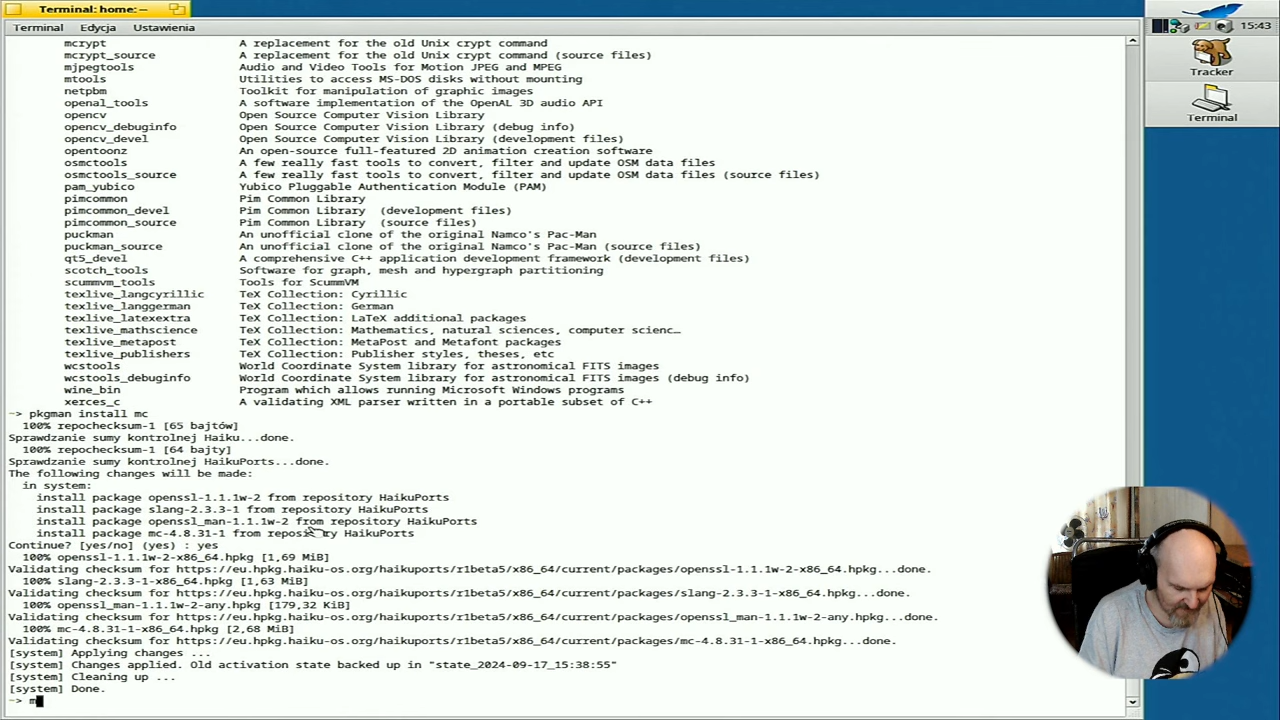 Terminal: home: ~
Terminal Edycja Ustawienia
mcrypt A replacement for the old Unix crypt command
mcrypt_source A replacement for the old Unix crypt command (source files)
mjpegtools Audio and Video Tools for Motion JPEG and MPEG
mtools Utilities to access MS-DOS disks without mounting
netpbm Toolkit for manipulation of graphic images
openal_tools A software implementation of the OpenAL 3D audio API
opencv Open Source Computer Vision Library
opencv_debuginfo Open Source Computer Vision Library (debug info)
opencv_devel Open Source Computer Vision Library (development files)
opentoonz An open-source full-featured 2D animation creation software
osmctools A few really fast tools to convert, filter and update OSM data files
osmctools_source A few really fast tools to convert, filter and update OSM data files (source files)
pam_yubico Yubico Pluggable Authentication Module (PAM)
pimcommon Pim Common Library
pimcommon_devel Pim Common Library (development files)
pimcommon_source Pim Common Library (source files)
puckman An unofficial clone of the original Namco's Pac-Man
puckman_source An unofficial clone of the original Namco's Pac-Man (source files)
qt5_devel A comprehensive C++ application development framework (development files)
scotch_tools Software for graph, mesh and hypergraph partitioning
scummvm_tools Tools for ScummVM
texlive_langcyrillic TeX Collection: Cyrillic
texlive_langgerman TeX Collection: German
texlive_latexextra TeX Collection: LaTeX additional packages
texlive_mathscience TeX Collection: Mathematics, natural sciences, computer scienc…
texlive_metapost TeX Collection: MetaPost and Metafont packages
texlive_publishers TeX Collection: Publisher styles, theses, etc
wcstools World Coordinate System library for astronomical FITS images
wcstools_debuginfo World Coordinate System library for astronomical FITS images (debug info)
wine_bin Program which allows running Microsoft Windows programs
xerces_c A validating XML parser written in a portable subset of C++
~> pkgman install mc
100% repochecksum-1 [65 bajtów]
Sprawdzanie sumy kontrolnej Haiku...done.
100% repochecksum-1 [64 bajty]
Sprawdzanie sumy kontrolnej HaikuPorts...done.
The following changes will be made:
in system:
install package openssl-1.1.1w-2 from repository HaikuPorts
install package slang-2.3.3-1 from repository HaikuPorts
install package openssl_man-1.1.1w-2 from repository HaikuPorts
install package mc-4.8.31-1 from repository HaikuPorts
Continue? [yes/no] (yes) : yes
100% openssl-1.1.1w-2-x86_64.hpkg [1,69 MiB]
Validating checksum for https://eu.hpkg.haiku-os.org/haikuports/r1beta5/x86_64/current/packages/openssl-1.1.1w-2-x86_64.hpkg...done.
100% slang-2.3.3-1-x86_64.hpkg [1,63 MiB]
Validating checksum for https://eu.hpkg.haiku-os.org/haikuports/r1beta5/x86_64/current/packages/slang-2.3.3-1-x86_64.hpkg...done.
100% openssl_man-1.1.1w-2-any.hpkg [179,32 KiB]
Validating checksum for https://eu.hpkg.haiku-os.org/haikuports/r1beta5/x86_64/current/packages/openssl_man-1.1.1w-2-any.hpkg...done.
100% mc-4.8.31-1-x86_64.hpkg [2,68 MiB]
Validating checksum for https://eu.hpkg.haiku-os.org/haikuports/r1beta5/x86_64/current/packages/mc-4.8.31-1-x86_64.hpkg...done.
[system] Applying changes ...
[system] Changes applied. Old activation state backed up in "state_2024-09-17_15:38:55"
[system] Cleaning up ...
[system] Done.
~> m
15:43
Tracker
Terminal